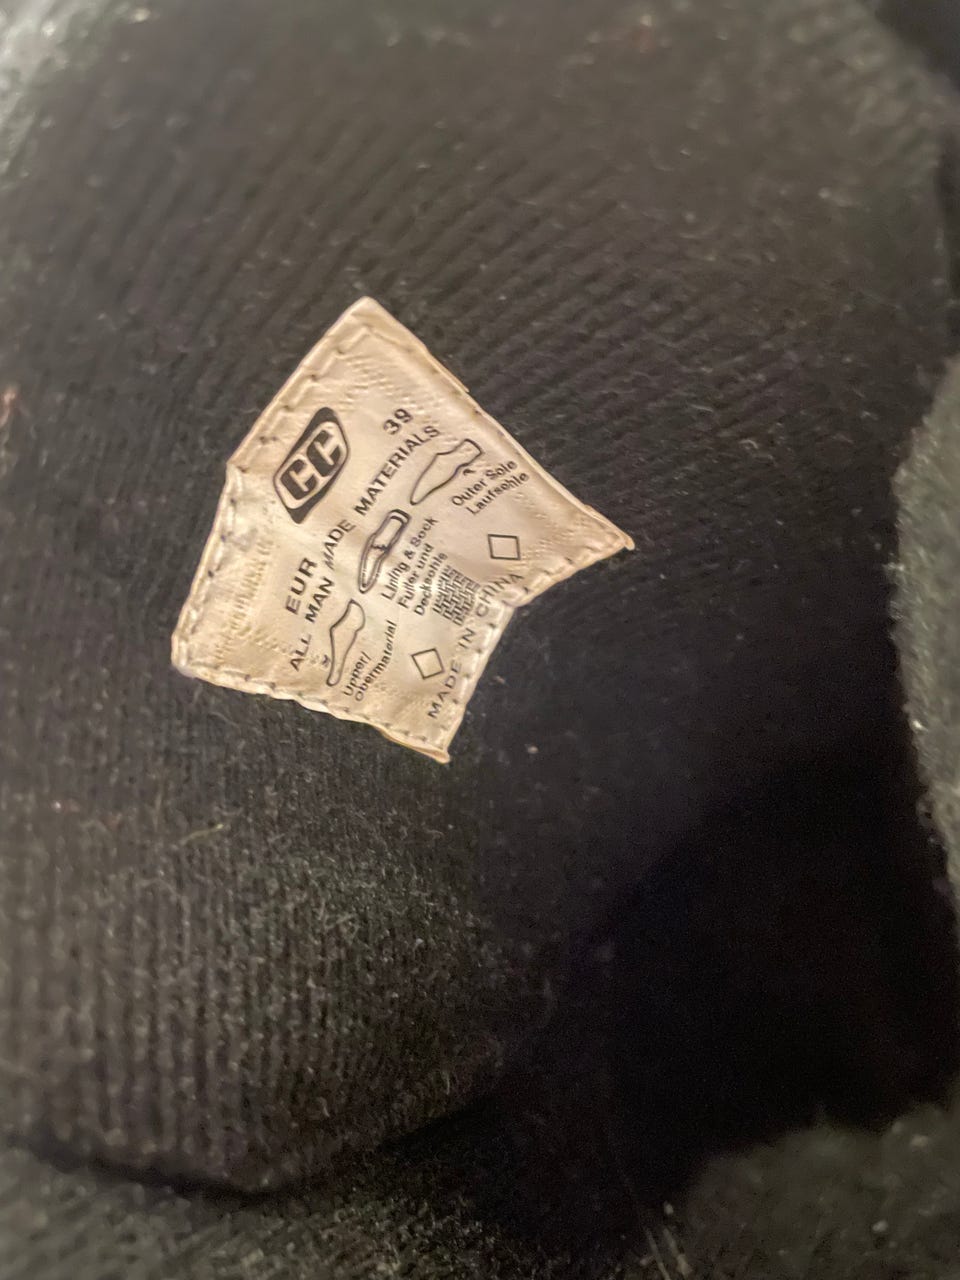 CC
EUR 39
ALL MAN MADE MATERIALS
Upper/
Obermaterial
Lining & Sock
Futter und
Decksohle
Outer Sole
Laufsohle
MADE IN CHINA